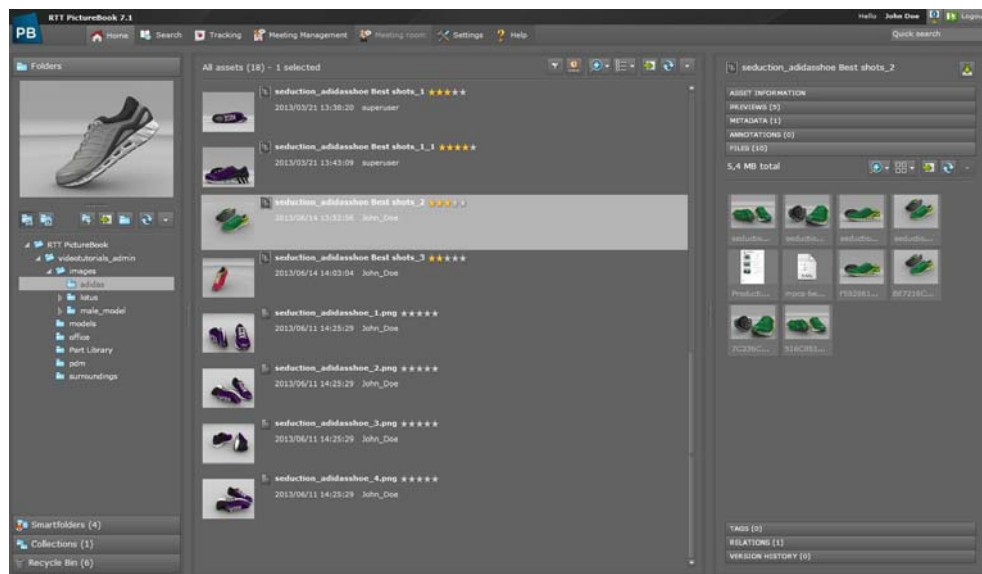 RTT PictureBook 7.1
Hello John Doe
Logout
PB
Home
Search
Tracking
Meeting Management
Meeting room
Settings
Help
Quick search
Folders
RTT PictureBook
videotutorials_admin
images
adidas
lotus
male_model
models
office
Part Library
pdm
surroundings
Smartfolders (4)
Collections (1)
Recycle Bin (6)
All assets (18) - 1 selected
seduction_adidasshoe Best shots_1
2013/03/21 13:38:20 superuser
seduction_adidasshoe Best shots_1_1
2013/03/21 13:43:09 superuser
seduction_adidasshoe Best shots_2
2013/06/14 13:52:56 John_Doe
seduction_adidasshoe Best shots_3
2013/06/14 14:03:04 John_Doe
seduction_adidasshoe_1.png
2013/06/11 14:25:29 John_Doe
seduction_adidasshoe_2.png
2013/06/11 14:25:29 John_Doe
seduction_adidasshoe_3.png
2013/06/11 14:25:29 John_Doe
seduction_adidasshoe_4.png
2013/06/11 14:25:29 John_Doe
seduction_adidasshoe Best shots_2
ASSET INFORMATION
PREVIEWS (5)
METADATA (1)
ANNOTATIONS (0)
FILES (10)
5,4 MB total
seductio... seductio... seductio... seductio...
Producti...
TAGS (0)
RELATIONS (1)
VERSION HISTORY (0)